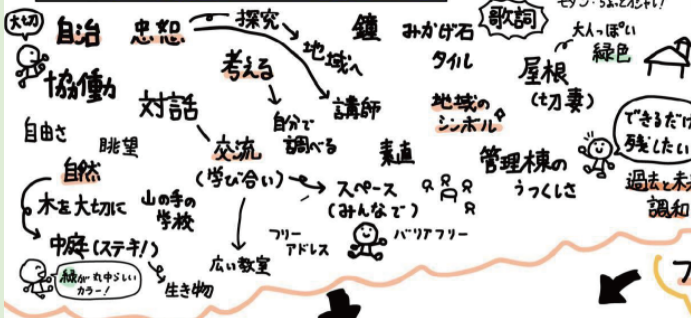 モダン・ちょっとオシャレ!
大切
自治
忠恕
探究
地域へ
講師
鐘
みかげ石
タイル
歌詞
大人っぽい
緑色
屋根
(切妻)
協働
考える
対話
自分で
調べる
地域の
シンボル
できるだけ
残したい
自由さ
眺望
交流
(学び合い)
素直
管理棟の
うつくしさ
過去と未
調和
自然
木を大切に
山の手の
学校
スペース
(みんなで)
中庭(ステキ!)
フリー
アドレス
バリアフリー
広い教室
緑が丘中らしい
カラー!
生き物